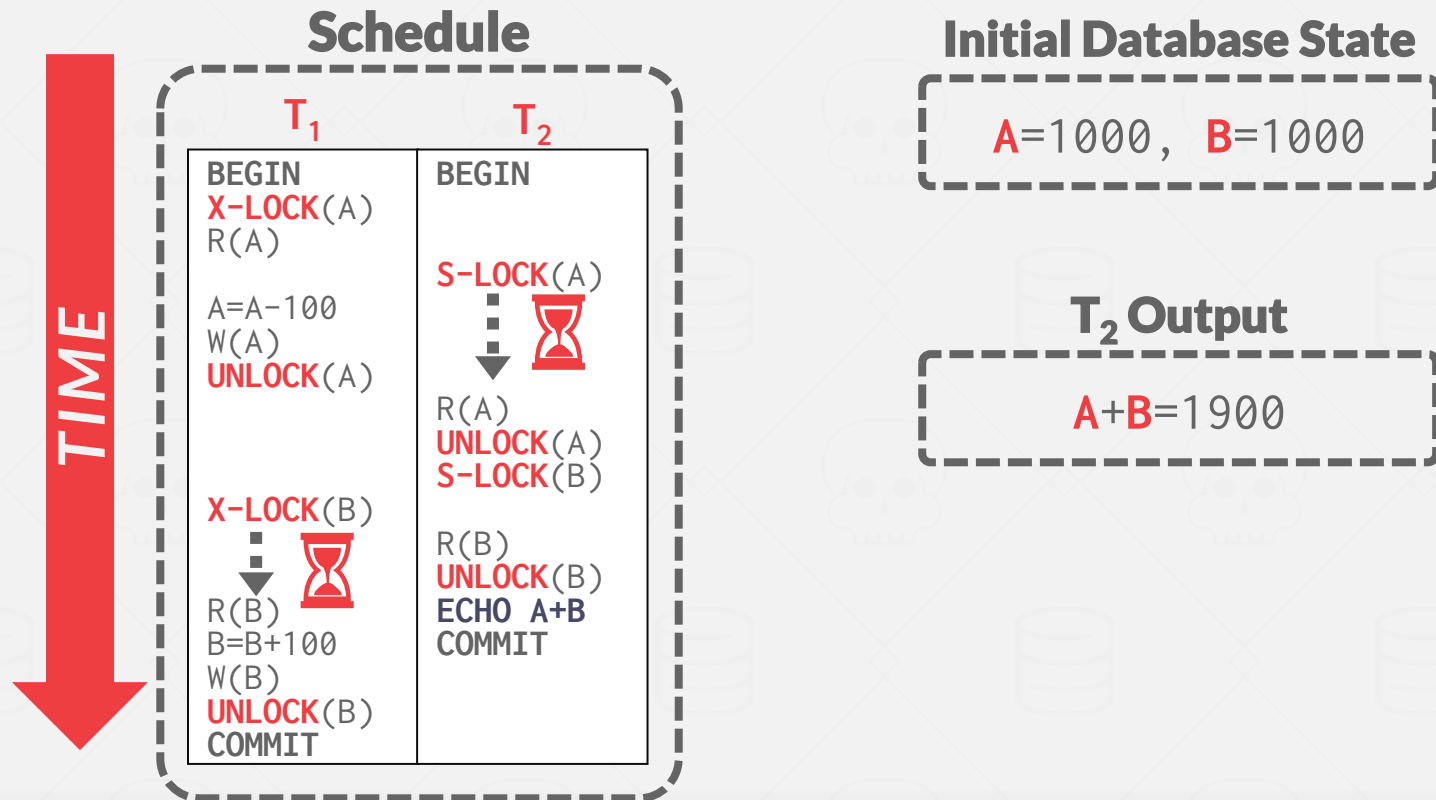 Schedule
TIME
T1
BEGIN
X-LOCK(A)
R(A)
A=A-100
W(A)
UNLOCK(A)
X-LOCK(B)
R(B)
B=B+100
W(B)
UNLOCK(B)
COMMIT
T2
BEGIN
S-LOCK(A)
R(A)
UNLOCK(A)
S-LOCK(B)
R(B)
UNLOCK(B)
ECHO A+B
COMMIT
Initial Database State
A=1000, B=1000
T2 Output
A+B=1900